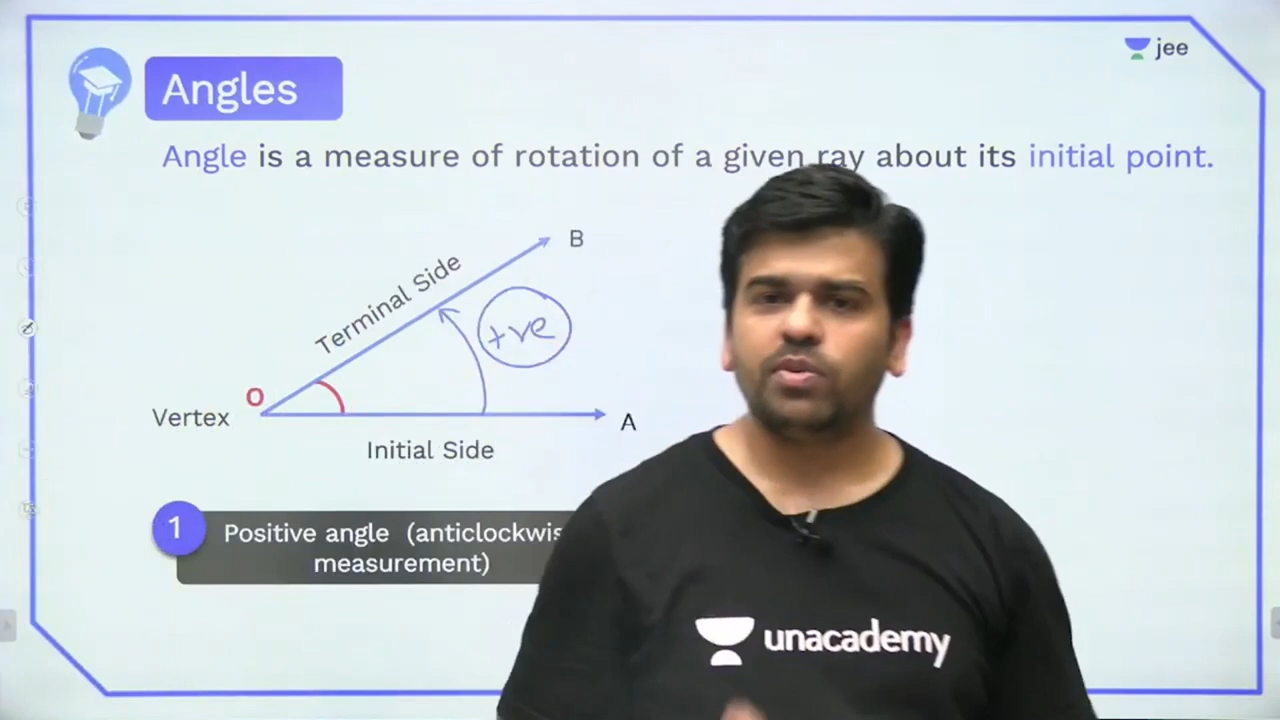 jee
Angles
Angle is a measure of rotation of a given ray about its initial point.
B
Terminal Side
+ve
O
Vertex
A
Initial Side
1
Positive angle (anticlockwis
measurement)
unacademy